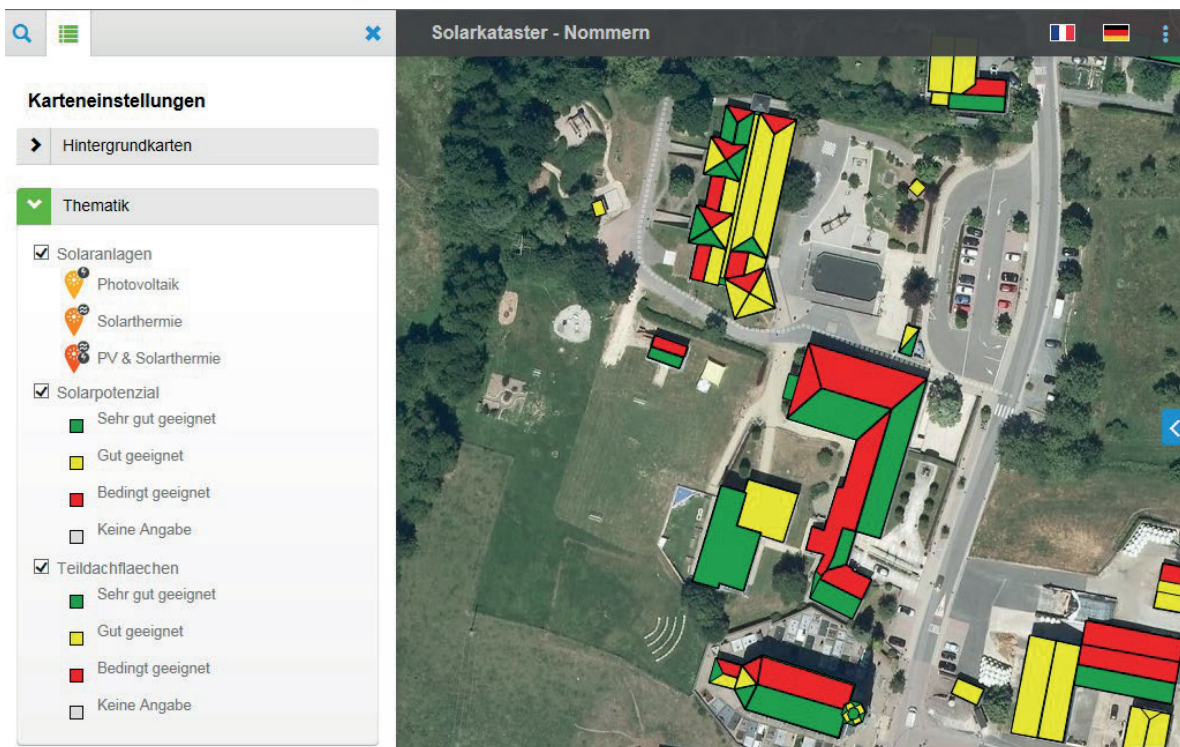 Solarkataster - Nommern
Karteneinstellungen
Hintergrundkarten
Thematik
Solaranlagen
Photovoltaik
Solarthermie
PV & Solarthermie
Solarpotenzial
Sehr gut geeignet
Gut geeignet
Bedingt geeignet
Keine Angabe
Teildachflaechen
Sehr gut geeignet
Gut geeignet
Bedingt geeignet
Keine Angabe